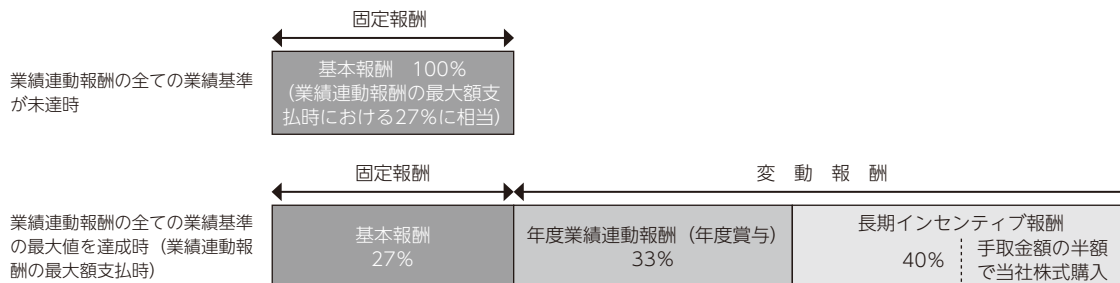 固定報酬
業績連動報酬の全ての業績基準
が未達時
基本報酬　100%
（業績連動報酬の最大額支
払時における27%に相当）
固定報酬
変　動　報　酬
業績連動報酬の全ての業績基準
の最大値を達成時（業績連動報
酬の最大額支払時）
基本報酬
27%
年度業績連動報酬（年度賞与）
33%
長期インセンティブ報酬
40%
手取金額の半額
で当社株式購入